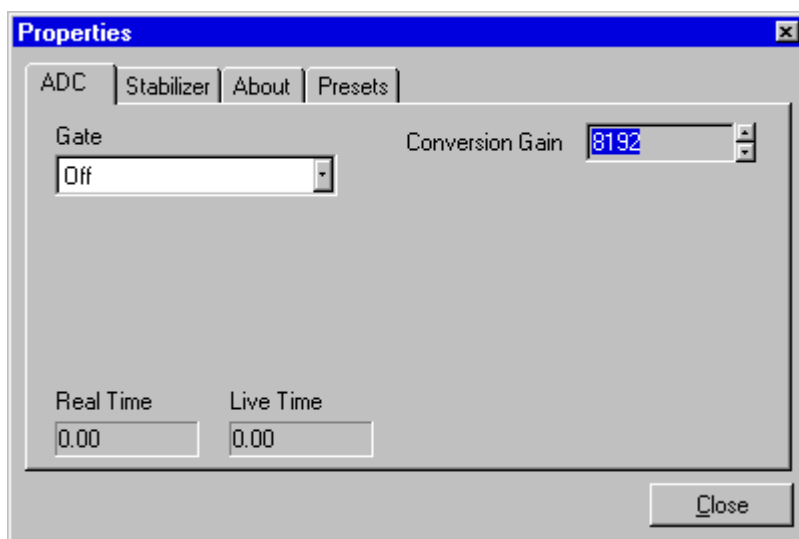 Properties
ADC Stabilizer About Presets
Gate
Conversion Gain 8192
Off
Real Time Live Time
0.00 0.00
Close